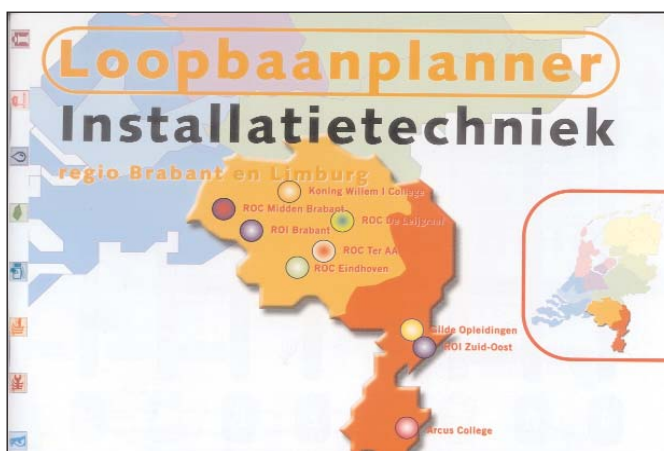 Loopbaanplanner
Installatietechniek
regio Brabant en Limburg
Koning Willem I College
ROC Midden Brabant
ROC De Leijgraaf
ROI Brabant
ROC Ter AA
ROC Eindhoven
Gilde Opleidingen
ROI Zuid-Oost
Arcus College